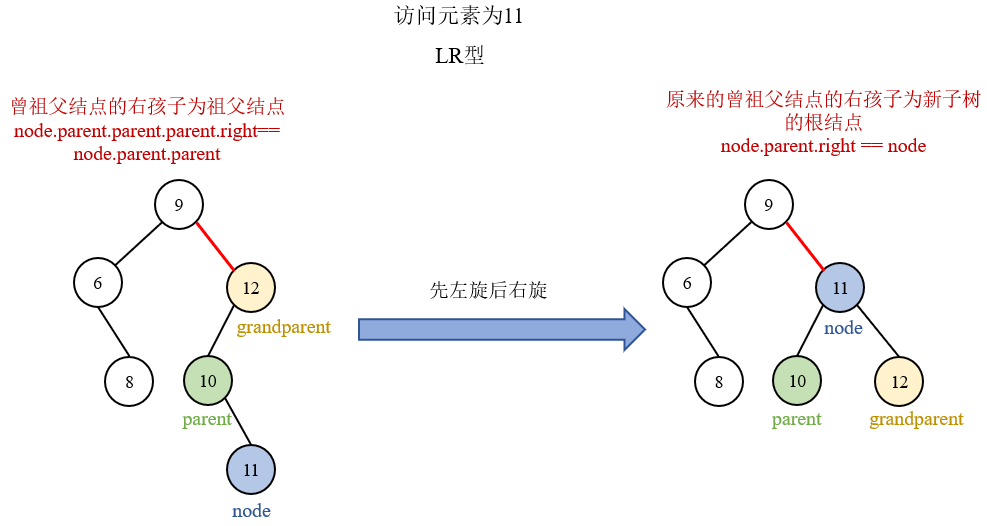 访问元素为11
LR型
曾祖父结点的右孩子为祖父结点
node.parent.parent.parent.right==
node.parent.parent
9
6
12
grandparent
8
10
parent
11
node
先左旋后右旋
原来的曾祖父结点的右孩子为新子树
的根结点
node.parent.right == node
9
6
11
node
8
10
parent
12
grandparent